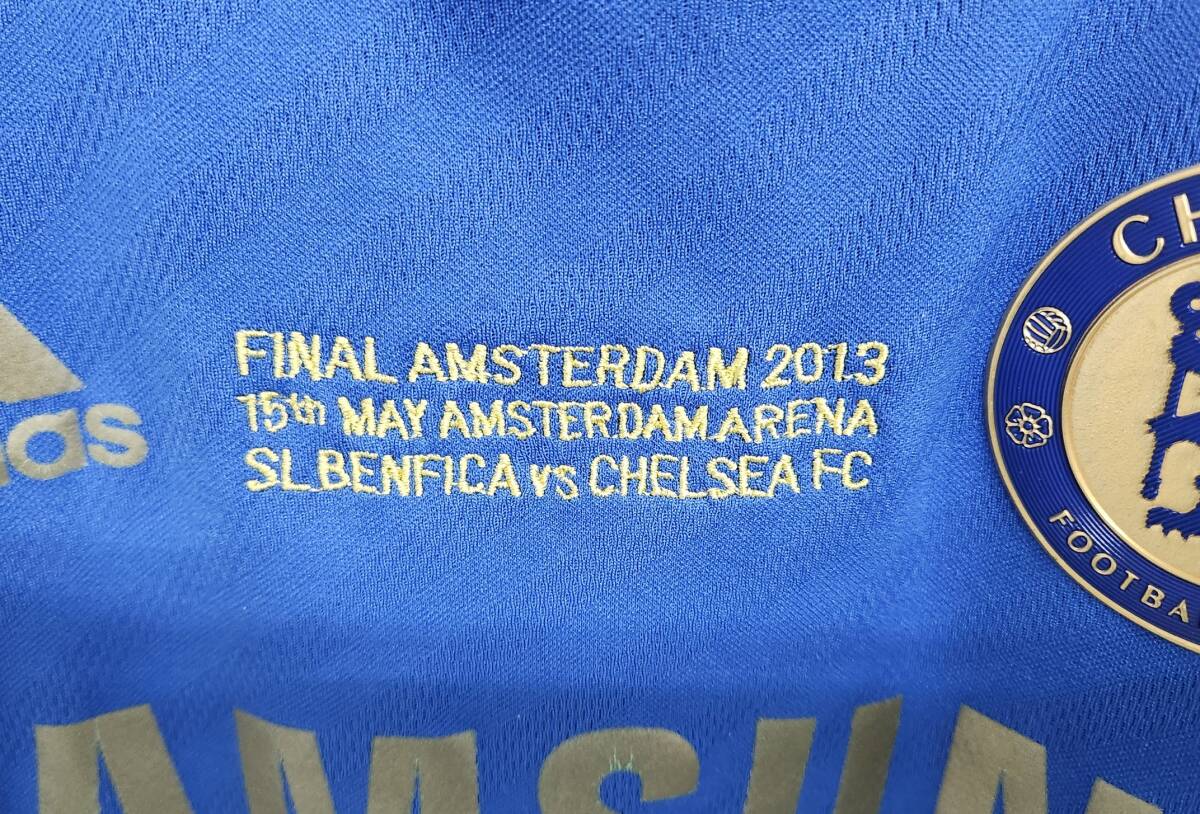 FINAL AMSTERDAM 2013
15th MAY AMSTERDAM ARENA
SL BENFICA vs CHELSEA FC